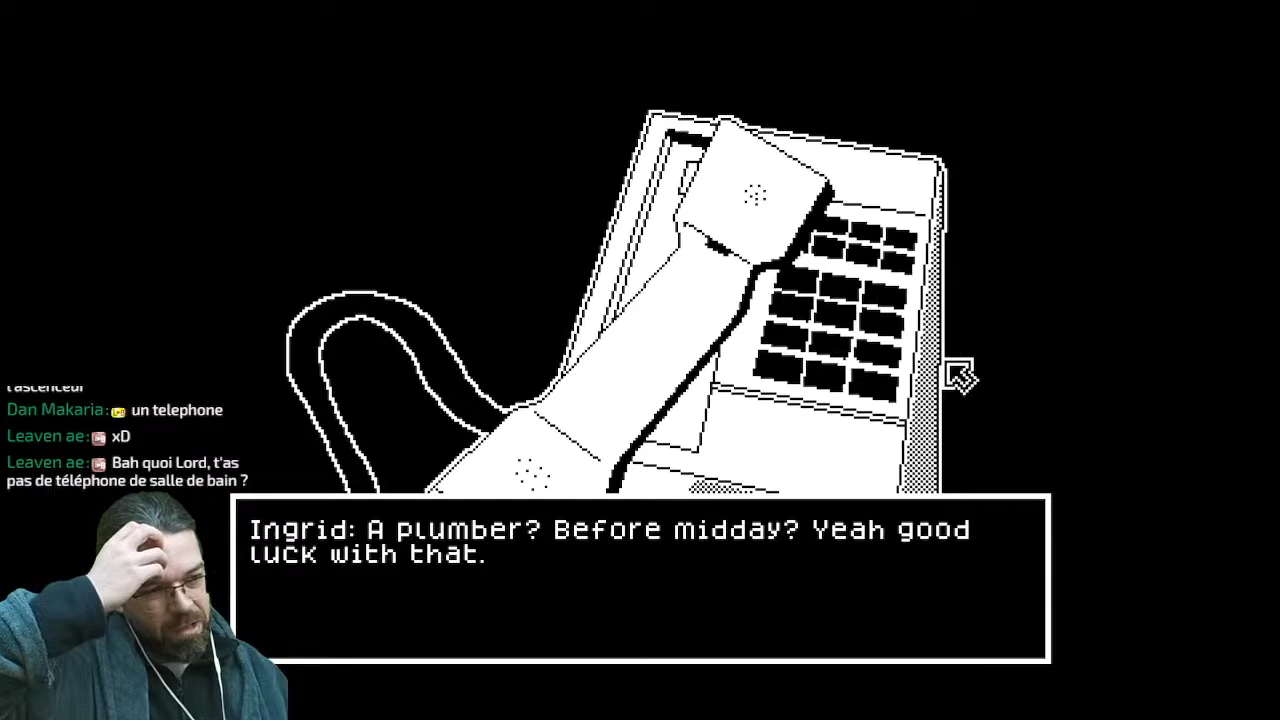 l'ascenceur
Dan Makaria: un telephone
Leaven ae: xD
Leaven ae: Bah quoi Lord, t'as
pas de téléphone de salle de bain ?
Ingrid: A plumber? Before midday? Yeah good
luck with that.